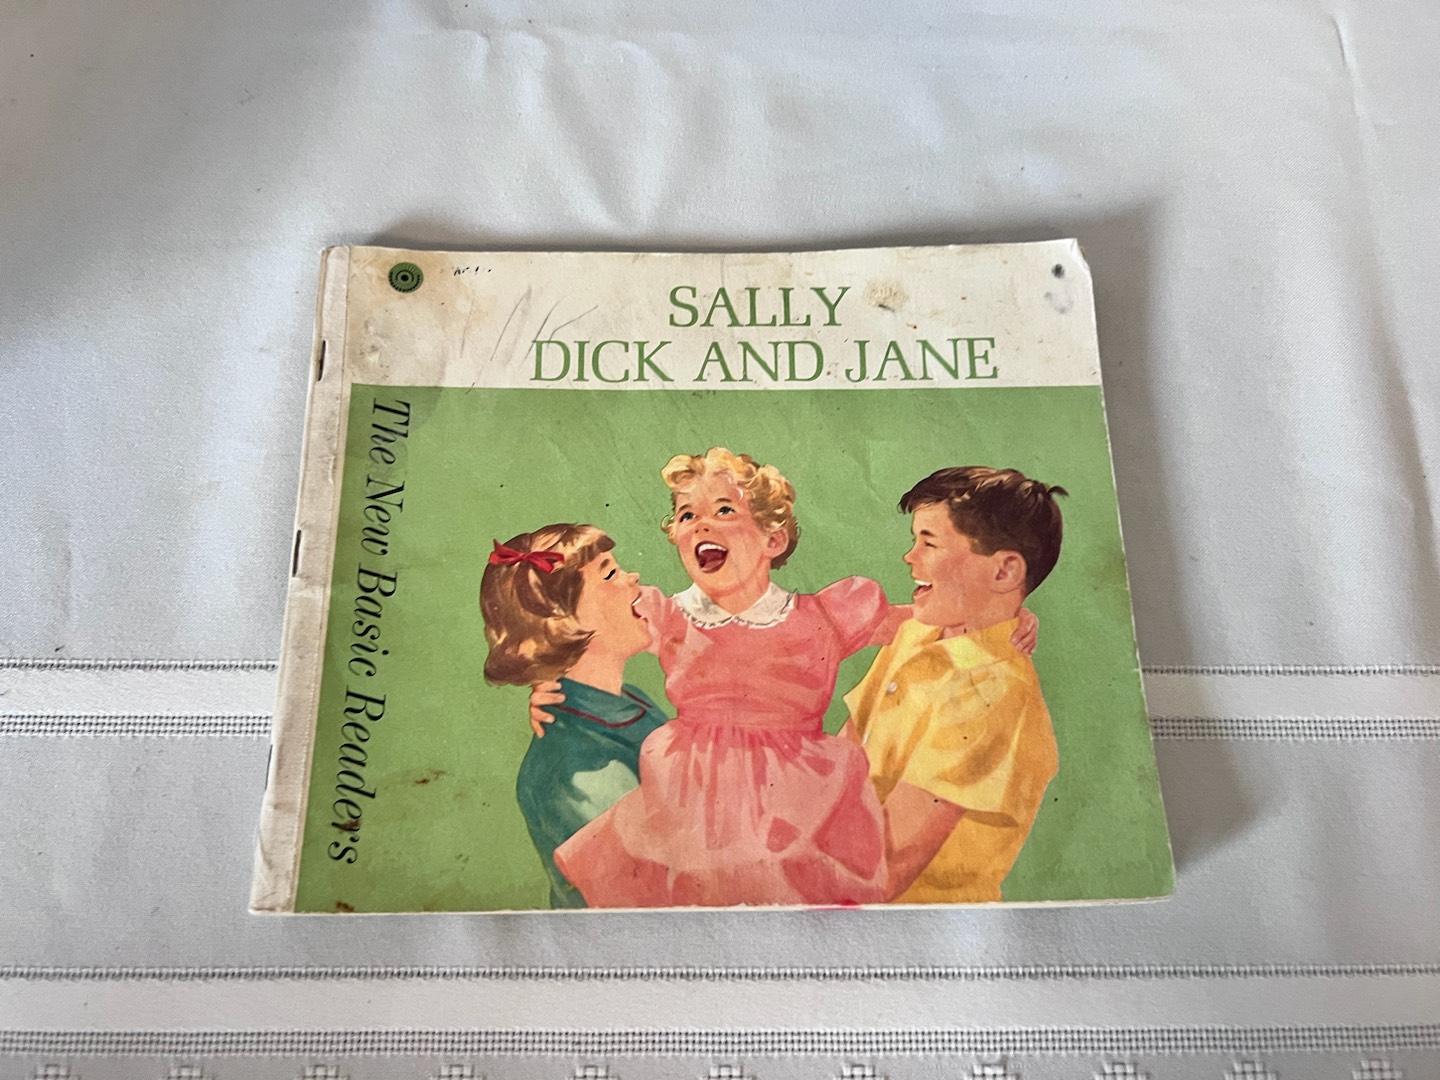 SALLY
DICK AND JANE
The New Basic Readers